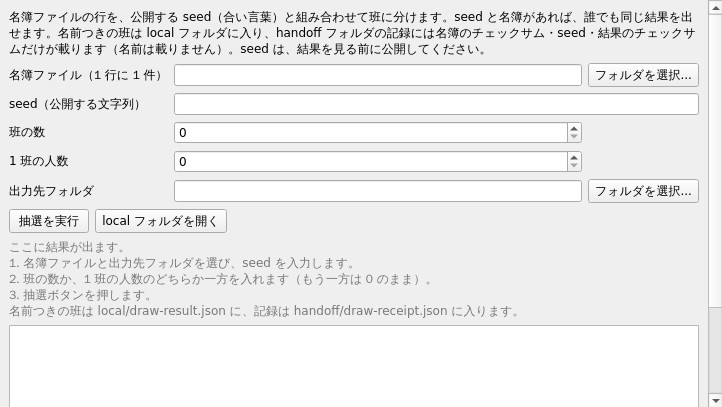 名簿ファイルの行を、公開する seed（合い言葉）と組み合わせて班に分けます。seed と名簿があれば、誰でも同じ結果を出
せます。名前つきの班は local フォルダに入り、handoff フォルダの記録には名簿のチェックサム・seed・結果のチェックサ
ムだけが載ります（名前は載りません）。seed は、結果を見る前に公開してください。
名簿ファイル（1 行に 1 件）
フォルダを選択...
seed（公開する文字列）
班の数
0
1 班の人数
0
出力先フォルダ
フォルダを選択...
抽選を実行
local フォルダを開く
ここに結果が出ます。
1. 名簿ファイルと出力先フォルダを選び、seed を入力します。
2. 班の数か、1 班の人数のどちらか一方を入れます（もう一方は 0 のまま）。
3. 抽選ボタンを押します。
名前つきの班は local/draw-result.json に、記録は handoff/draw-receipt.json に入ります。